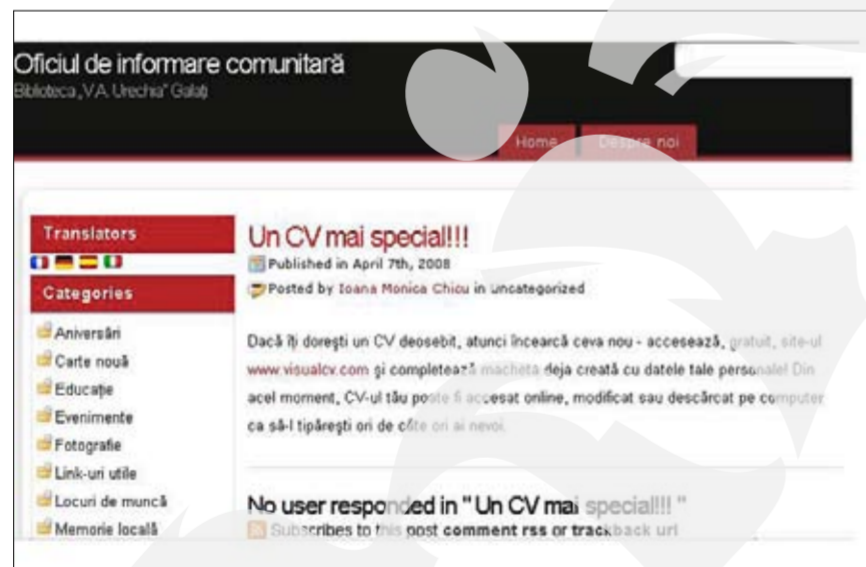 Oficiul de informare comunitară
Biblioteca „V.A. Urechia" Galați
Home Despre noi
Translators
Categories
Aniversări
Carte nouă
Educație
Evenimente
Fotografie
Link-uri utile
Locuri de muncă
Memorie locală
Un CV mai special!!!
Published in April 7th, 2008
Posted by Ioana Monica Chicu in Uncategorized
Dacă îți dorești un CV deosebit, atunci încearcă ceva nou - accesează, gratuit, site-ul
www.visualcv.com și completează macheta deja creată cu datele tale personale! Din
acel moment, CV-ul tău poate fi accesat online, modificat sau descărcat pe computer
ca să-l tipărești ori de câte ori ai nevoi.
No user responded in " Un CV mai special!!! "
Subscribes to this post comment rss or trackback url